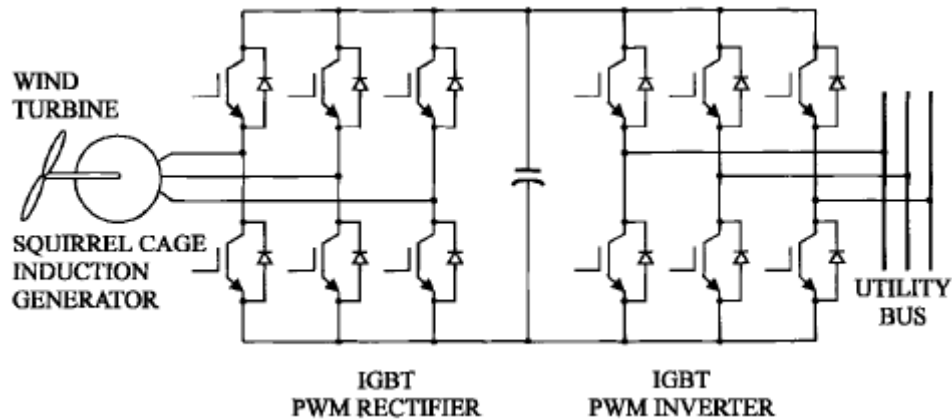 WIND
TURBINE
SQUIRREL CAGE
INDUCTION
GENERATOR
IGBT
PWM RECTIFIER
IGBT
PWM INVERTER
UTILITY
BUS